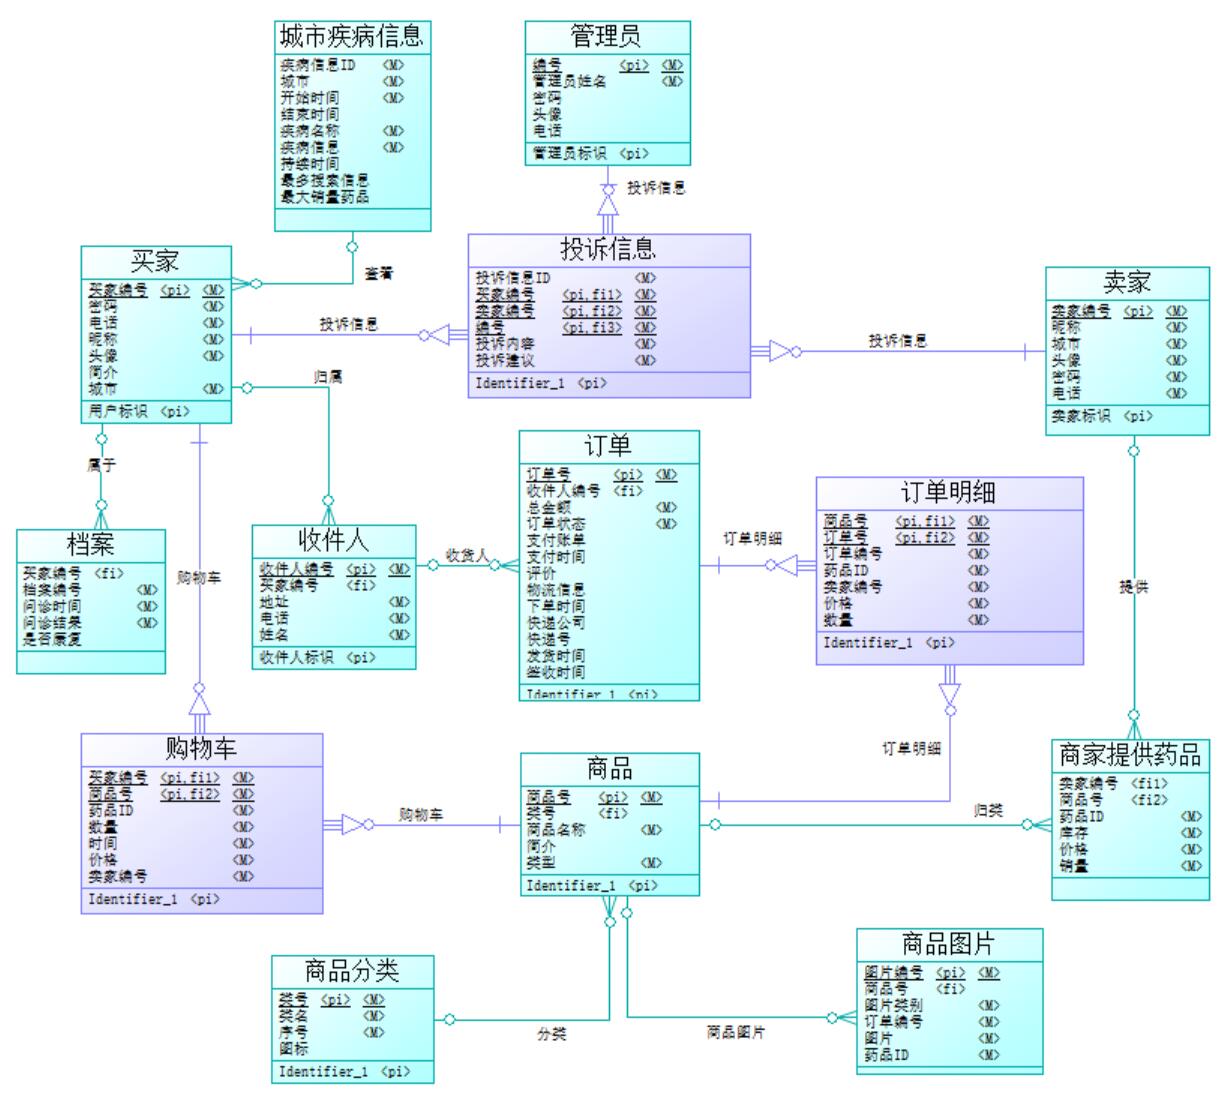 城市疾病信息
疾病信息ID <M>
城市 <M>
开始时间 <M>
结束时间
疾病名称 <M>
疾病信息 <M>
持续时间
最多搜索信息
最大销量药品
管理员
编号 <pi> <M>
管理员姓名 <M>
密码
头像
电话
管理员标识 <pi>
投诉信息
查看
买家
买家编号 <pi> <M>
密码 <M>
电话 <M>
昵称 <M>
头像 <M>
简介
城市 <M>
用户标识 <pi>
投诉信息
投诉信息
投诉信息ID <M>
买家编号 <pi,fi1> <M>
卖家编号 <pi,fi2> <M>
编号 <pi,fi3> <M>
投诉内容 <M>
投诉建议 <M>
Identifier_1 <pi>
投诉信息
卖家
卖家编号 <pi> <M>
昵称 <M>
城市 <M>
头像 <M>
密码 <M>
电话 <M>
卖家标识 <pi>
归属
属于
档案
买家编号 <fi>
档案编号 <M>
问诊时间 <M>
问诊结果 <M>
是否康复
购物车
收件人
收件人编号 <pi> <M>
买家编号 <fi>
地址 <M>
电话 <M>
姓名 <M>
收件人标识 <pi>
收货人
订单
订单号 <pi> <M>
收件人编号 <fi>
总金额 <M>
订单状态 <M>
支付账单
支付时间
评价
物流信息
下单时间
快递公司
快递号
发货时间
签收时间
Identifier_1 <pi>
订单明细
订单明细
商品号 <pi,fi1> <M>
订单号 <pi,fi2> <M>
订单编号 <M>
药品ID <M>
卖家编号 <M>
价格 <M>
数量 <M>
Identifier_1 <pi>
提供
订单明细
购物车
买家编号 <pi,fi1> <M>
商品号 <pi,fi2> <M>
药品ID <M>
数量 <M>
时间 <M>
价格 <M>
卖家编号 <M>
Identifier_1 <pi>
购物车
商品
商品号 <pi> <M>
类号 <fi>
商品名称 <M>
简介
类型 <M>
Identifier_1 <pi>
归类
商家提供药品
卖家编号 <fi1>
商品号 <fi2>
药品ID <M>
库存 <M>
价格 <M>
销量 <M>
商品分类
类号 <pi> <M>
类名 <M>
序号 <M>
图标
Identifier_1 <pi>
分类
商品图片
商品图片
图片编号 <pi> <M>
商品号 <fi>
图片类别 <M>
订单编号 <M>
图片 <M>
药品ID <M>